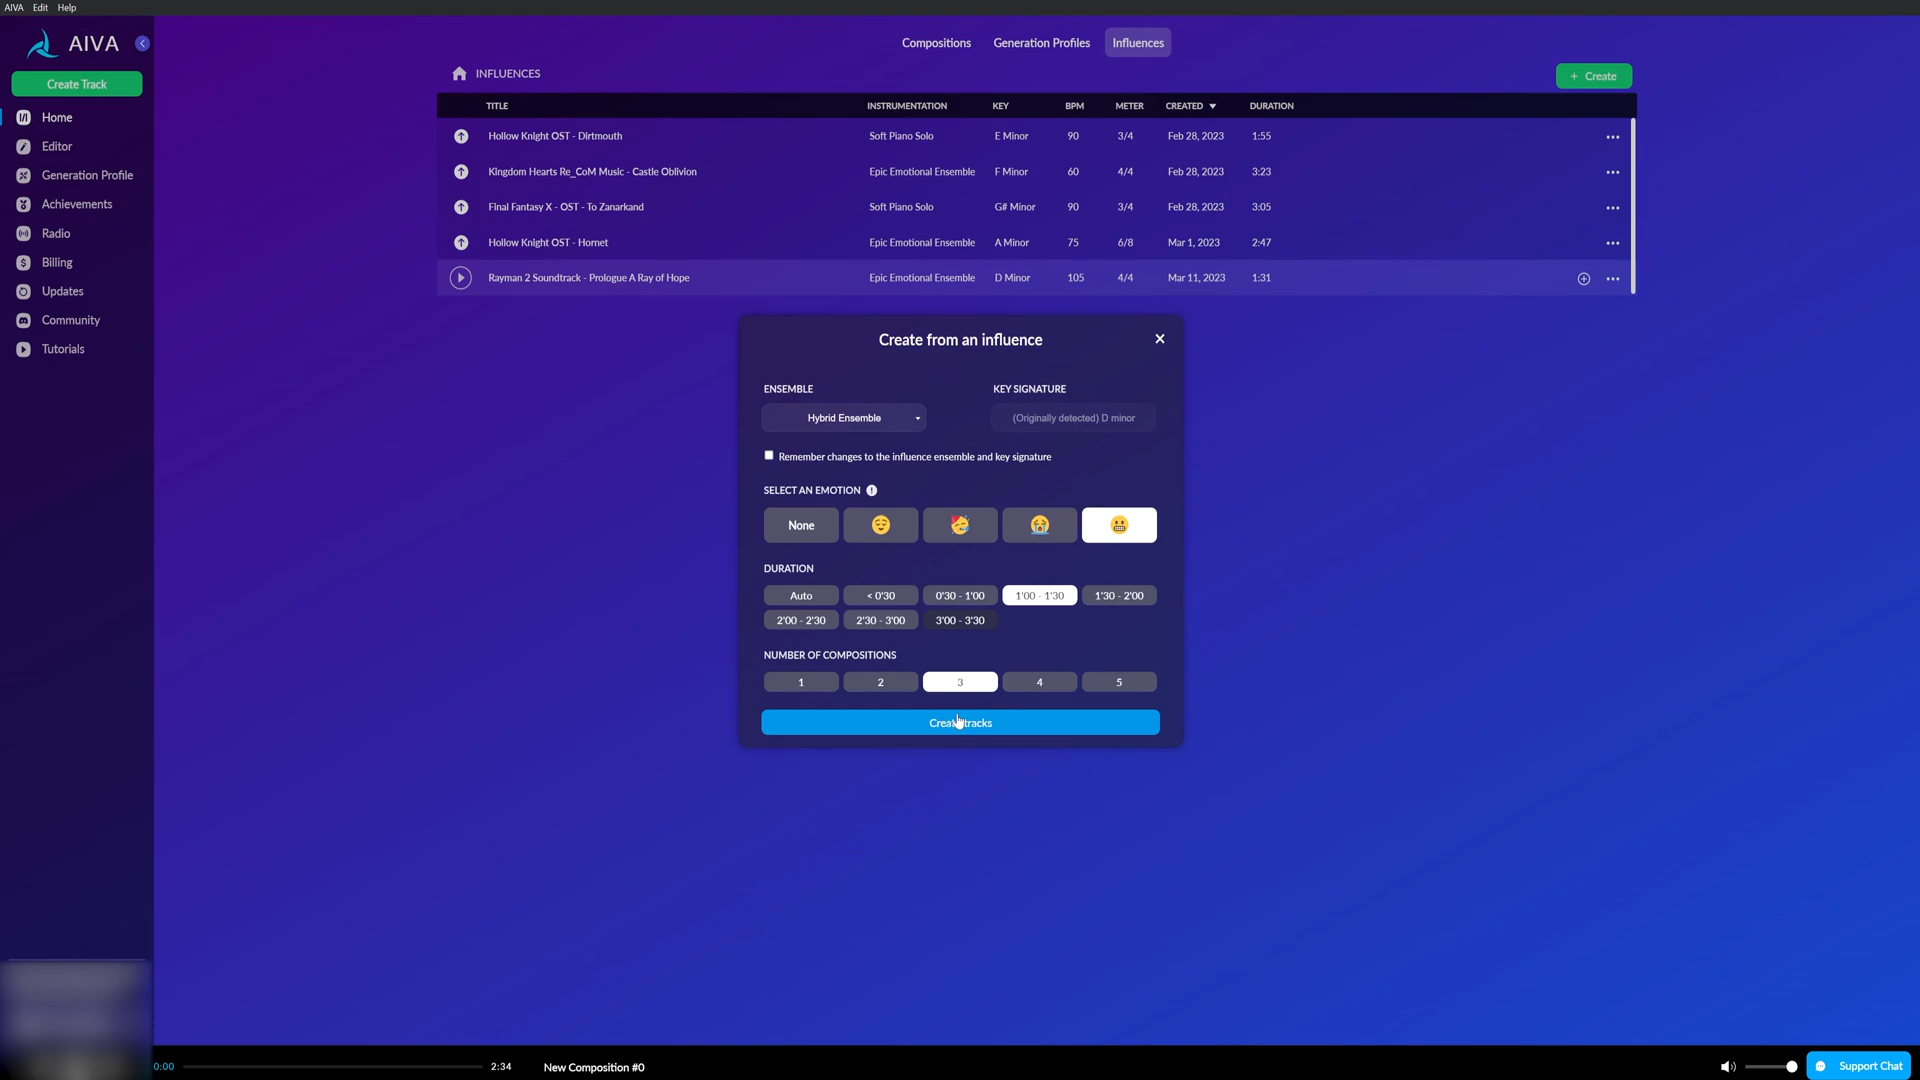 AIVA Edit Help
AIVA
Create Track
Home
Editor
Generation Profile
Achievements
Radio
Billing
Updates
Community
Tutorials
Compositions Generation Profiles Influences
INFLUENCES
+ Create
TITLE INSTRUMENTATION KEY BPM METER CREATED DURATION
Hollow Knight OST - Dirtmouth Soft Piano Solo E Minor 90 3/4 Feb 28, 2023 1:55
Kingdom Hearts Re_CoM Music - Castle Oblivion Epic Emotional Ensemble F Minor 60 4/4 Feb 28, 2023 3:23
Final Fantasy X - OST - To Zanarkand Soft Piano Solo G# Minor 90 3/4 Feb 28, 2023 3:05
Hollow Knight OST - Hornet Epic Emotional Ensemble A Minor 75 6/8 Mar 1, 2023 2:47
Rayman 2 Soundtrack - Prologue A Ray of Hope Epic Emotional Ensemble D Minor 105 4/4 Mar 11, 2023 1:31
Create from an influence
ENSEMBLE KEY SIGNATURE
Hybrid Ensemble (Originally detected) D minor
Remember changes to the influence ensemble and key signature
SELECT AN EMOTION
None
DURATION
Auto < 0'30 0'30 - 1'00 1'00 - 1'30 1'30 - 2'00
2'00 - 2'30 2'30 - 3'00 3'00 - 3'30
NUMBER OF COMPOSITIONS
1 2 3 4 5
Create tracks
0:00 2:34 New Composition #0
Support Chat